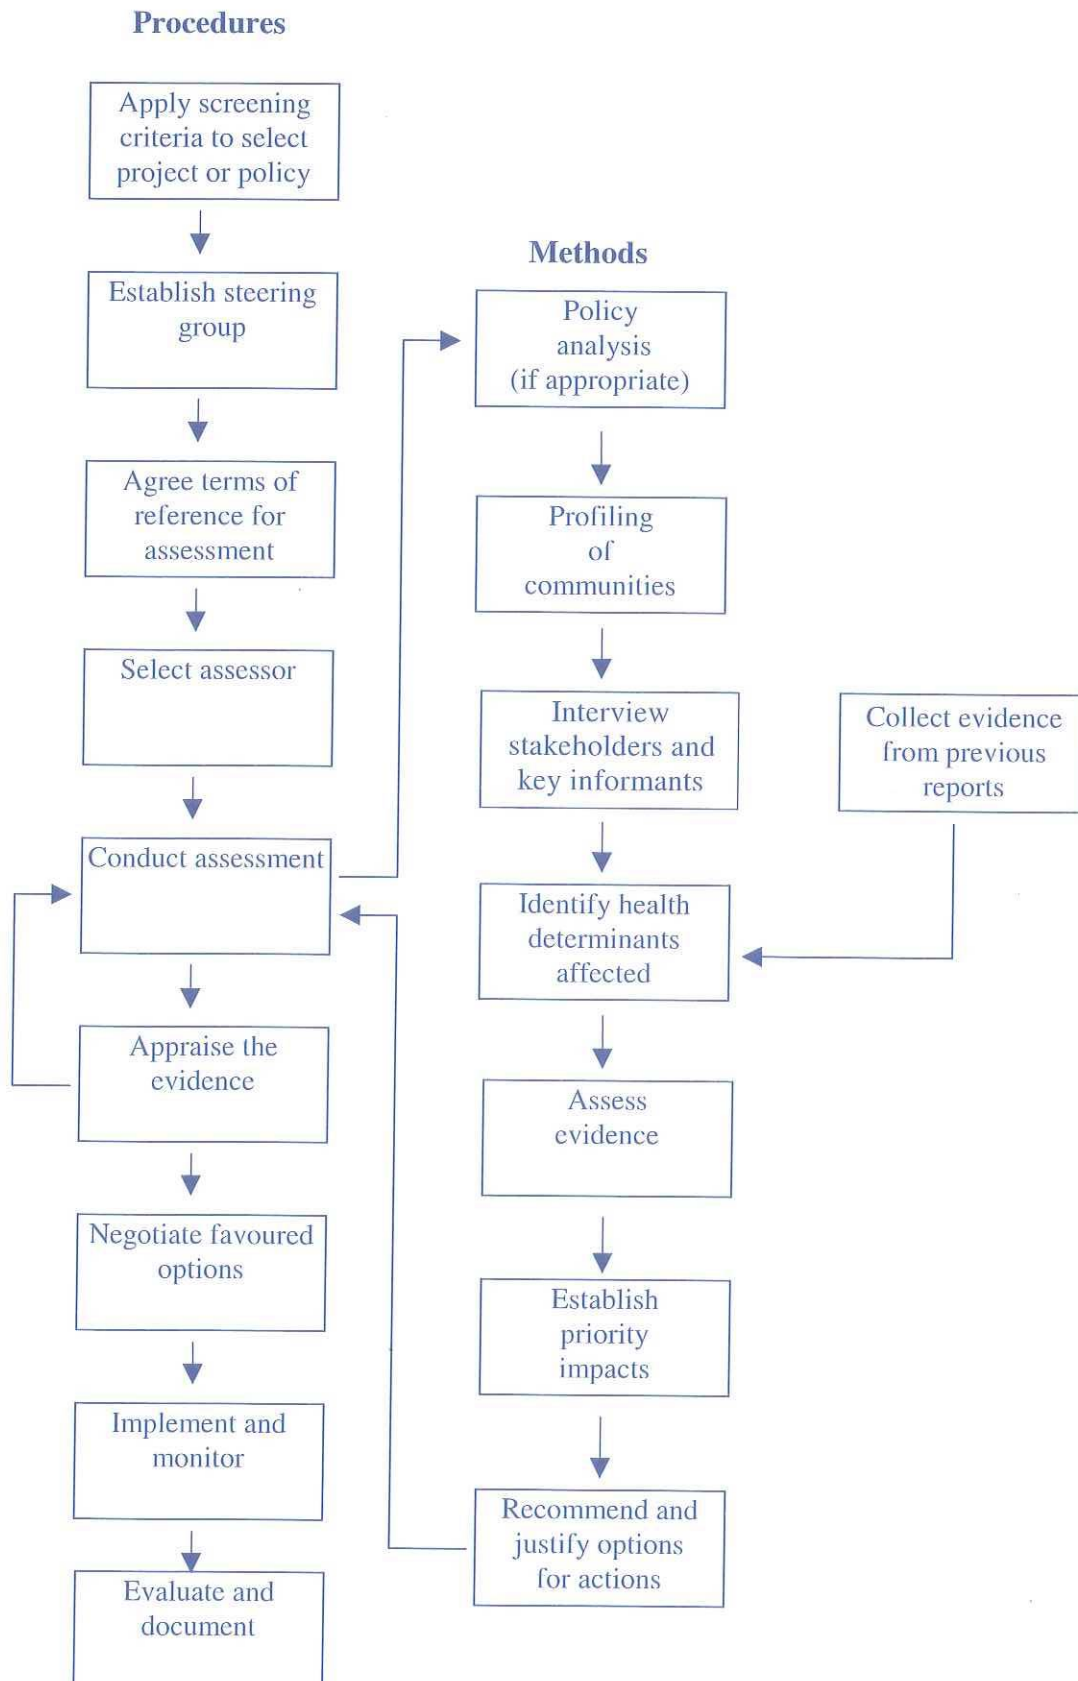 Procedures
Apply screening
criteria to select
project or policy
Establish steering
group
Agree terms of
reference for
assessment
Select assessor
Conduct assessment
Appraise the
evidence
Negotiate favoured
options
Implement and
monitor
Evaluate and
document
Methods
Policy
analysis
(if appropriate)
Profiling
of
communities
Interview
stakeholders and
key informants
Identify health
determinants
affected
Assess
evidence
Establish
priority
impacts
Recommend and
justify options
for actions
Collect evidence
from previous
reports